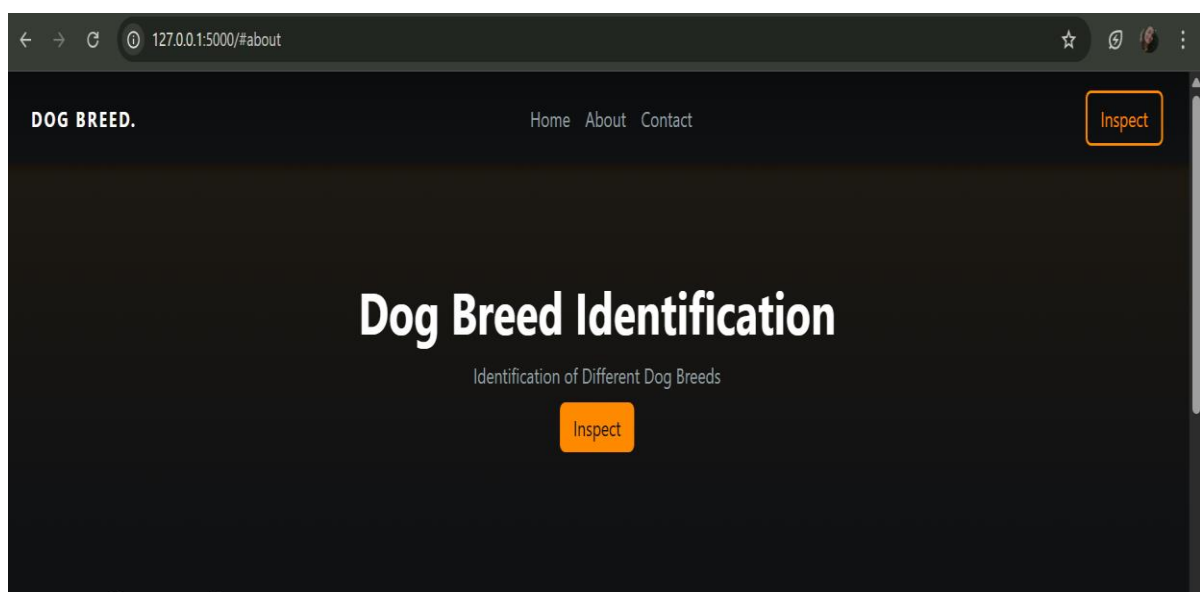 127.0.0.1:5000/#about
DOG BREED.
Home About Contact
Inspect
Dog Breed Identification
Identification of Different Dog Breeds
Inspect